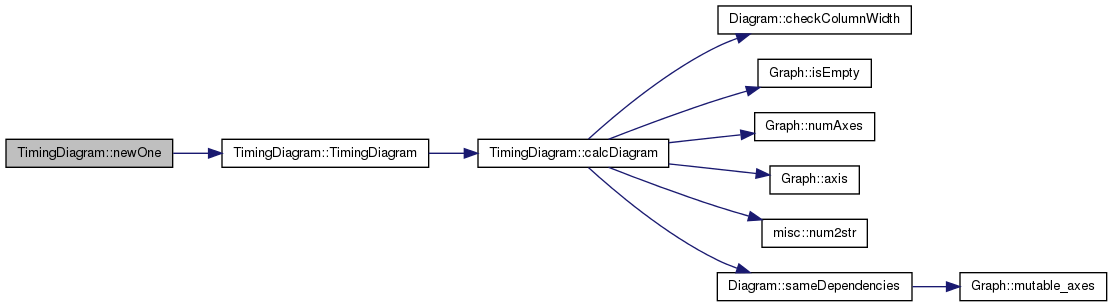 Diagram::checkColumnWidth
Graph::isEmpty
Graph::numAxes
TimingDiagram::newOne
TimingDiagram::TimingDiagram
TimingDiagram::calcDiagram
Graph::axis
misc::num2str
Diagram::sameDependencies
Graph::mutable_axes